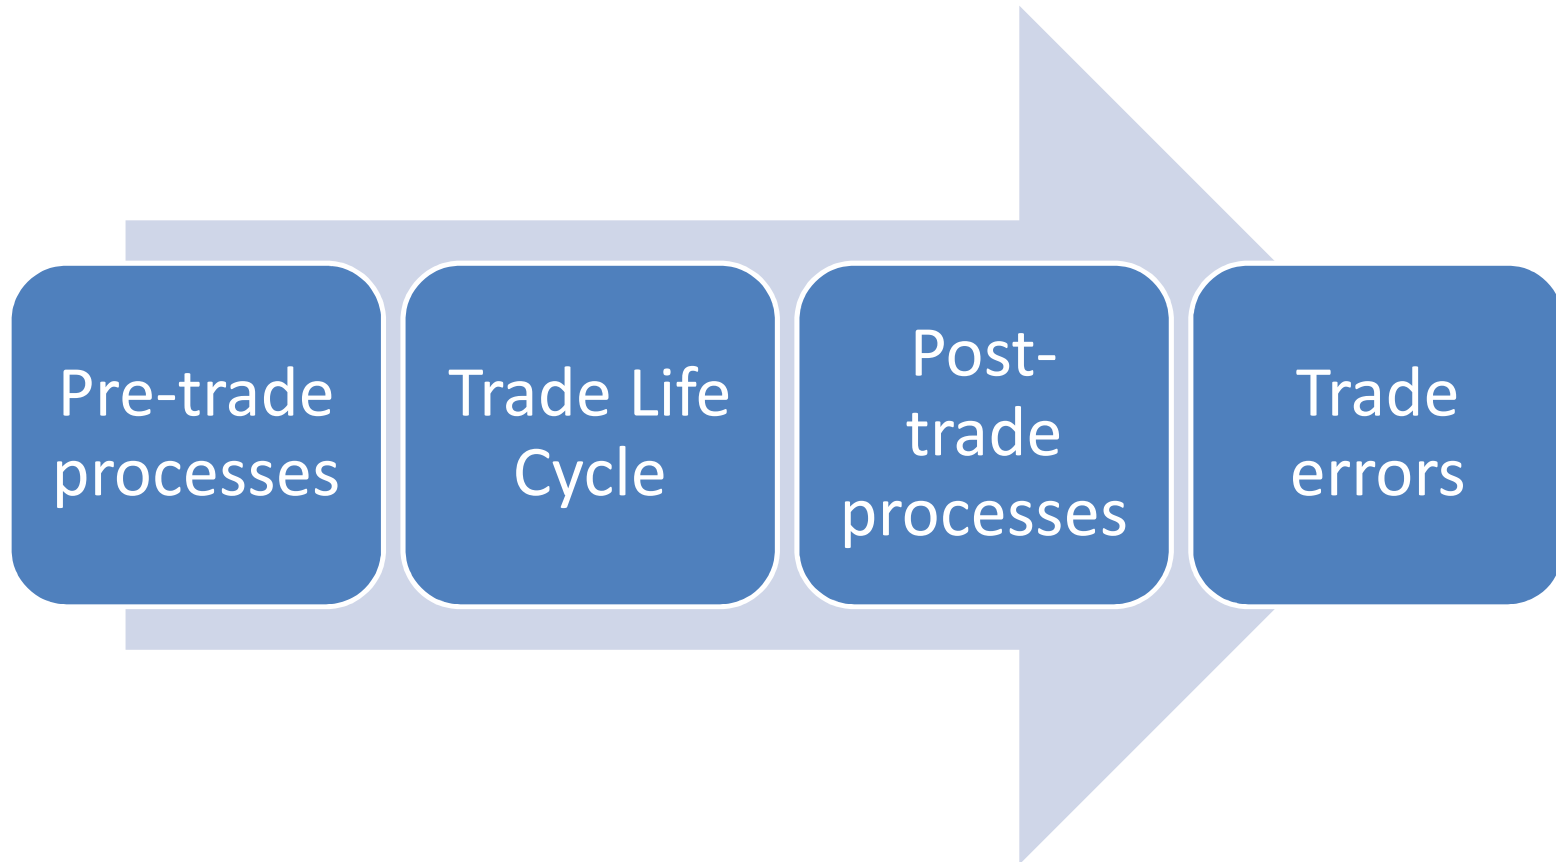 Pre-trade
processes
Trade Life
Cycle
Post-
trade
processes
Trade
errors